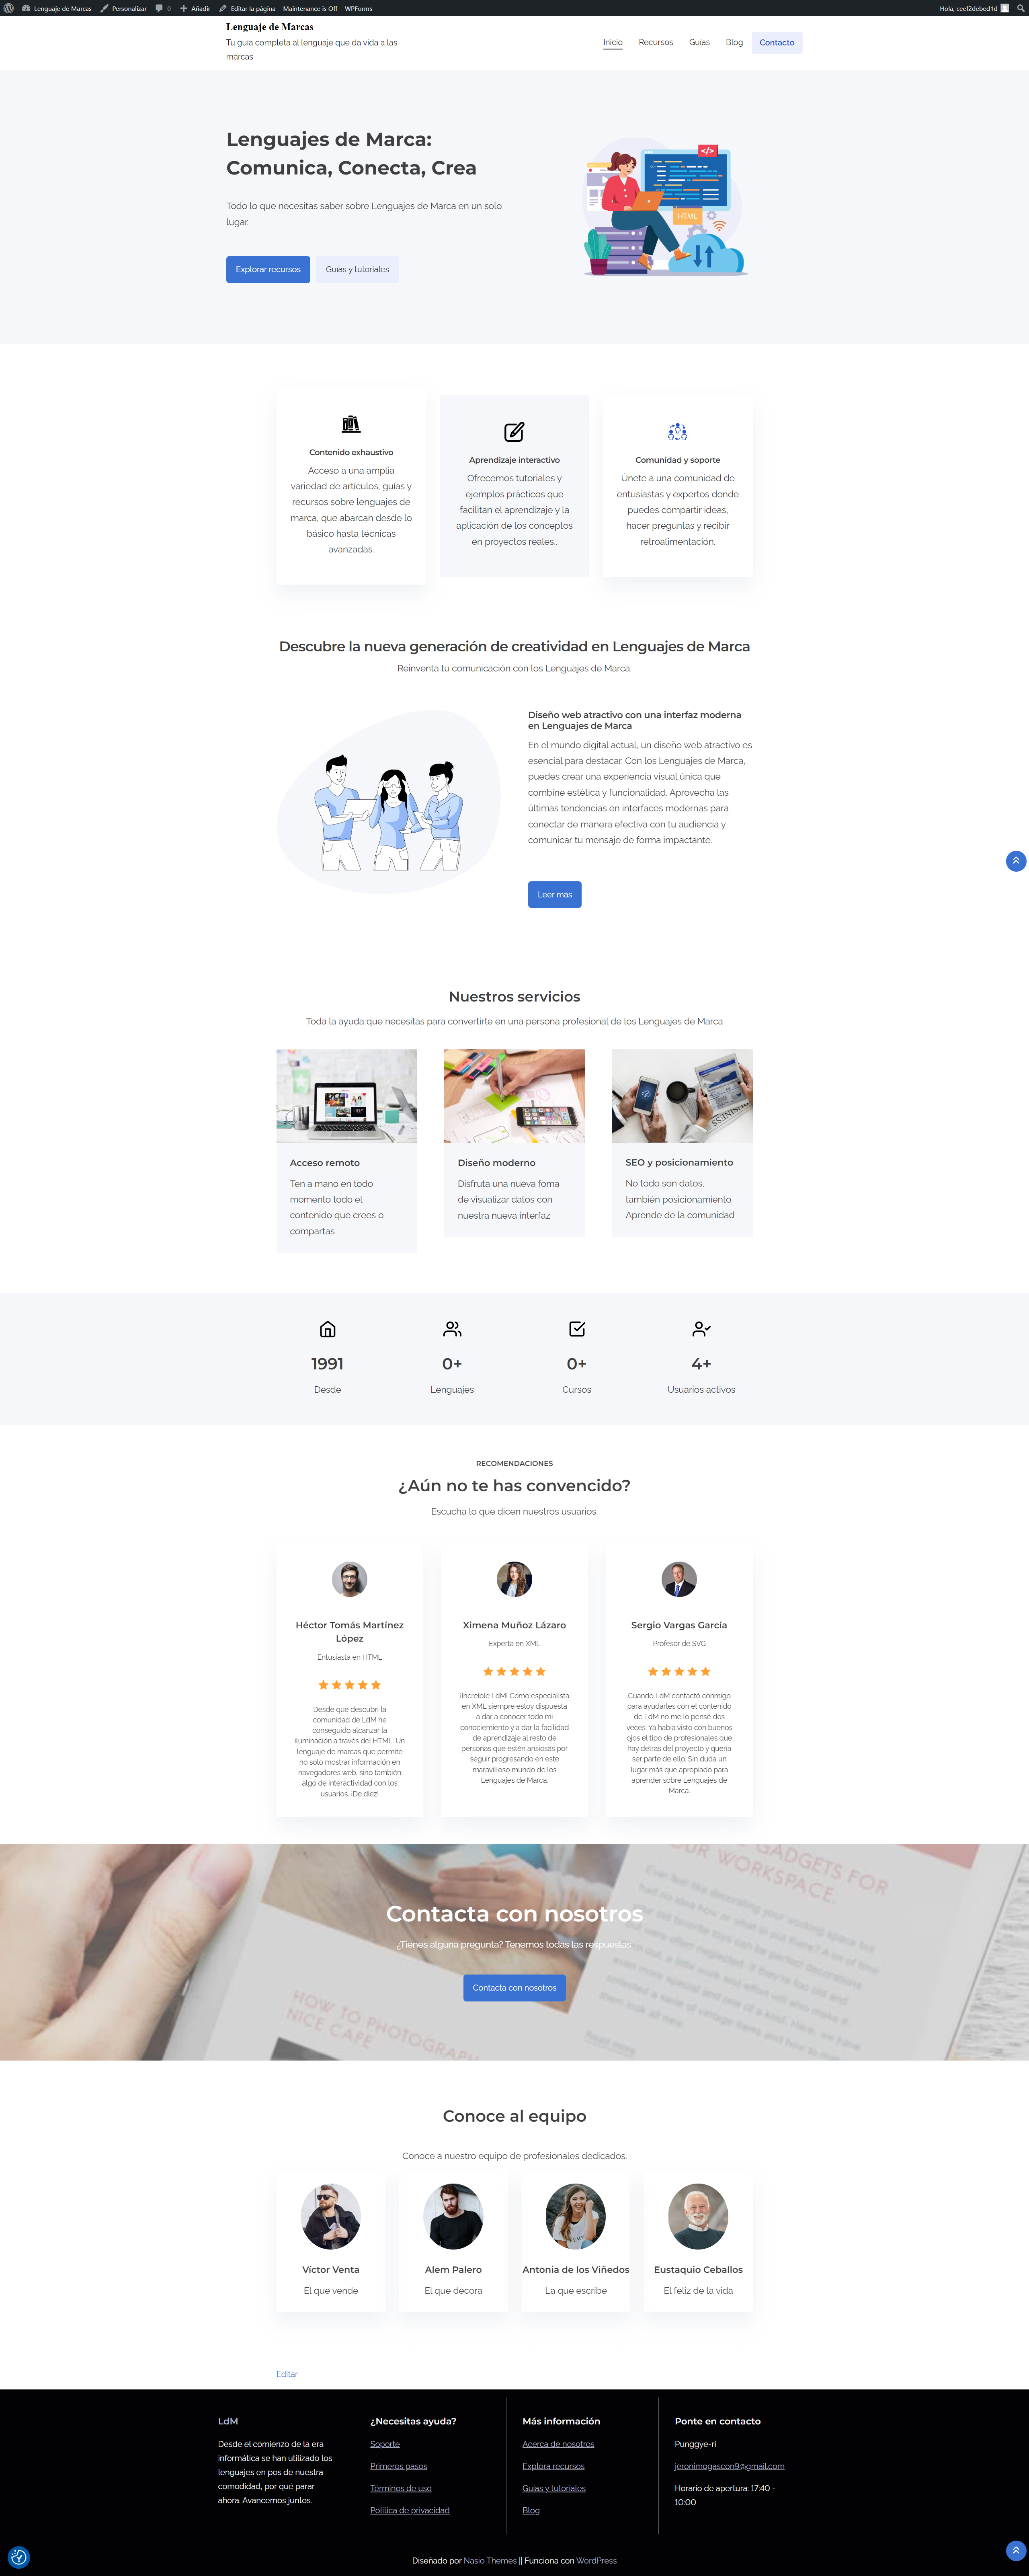 Lenguaje de Marcas Personalizar 0 Añadir Editar la página Maintenance is Off WPForms Hola, ceef2debed1d
Lenguaje de Marcas
Tu guía completa al lenguaje que da vida a las
marcas
Inicio Recursos Guías Blog Contacto
Lenguajes de Marca:
Comunica, Conecta, Crea
Todo lo que necesitas saber sobre Lenguajes de Marca en un solo
lugar.
Explorar recursos Guías y tutoriales
</>
HTML
Contenido exhaustivo
Acceso a una amplia
variedad de artículos, guías y
recursos sobre lenguajes de
marca, que abarcan desde lo
básico hasta técnicas
avanzadas.
Aprendizaje interactivo
Ofrecemos tutoriales y
ejemplos prácticos que
facilitan el aprendizaje y la
aplicación de los conceptos
en proyectos reales..
Comunidad y soporte
Únete a una comunidad de
entusiastas y expertos donde
puedes compartir ideas,
hacer preguntas y recibir
retroalimentación.
Descubre la nueva generación de creatividad en Lenguajes de Marca
Reinventa tu comunicación con los Lenguajes de Marca.
Diseño web atractivo con una interfaz moderna
en Lenguajes de Marca
En el mundo digital actual, un diseño web atractivo es
esencial para destacar. Con los Lenguajes de Marca,
puedes crear una experiencia visual única que
combine estética y funcionalidad. Aprovecha las
últimas tendencias en interfaces modernas para
conectar de manera efectiva con tu audiencia y
comunicar tu mensaje de forma impactante.
Leer más
Nuestros servicios
Toda la ayuda que necesitas para convertirte en una persona profesional de los Lenguajes de Marca
BUSINESS
Acceso remoto
Ten a mano en todo
momento todo el
contenido que crees o
compartas
Diseño moderno
Disfruta una nueva foma
de visualizar datos con
nuestra nueva interfaz
SEO y posicionamiento
No todo son datos,
también posicionamiento.
Aprende de la comunidad
1991 0+ 0+ 4+
Desde Lenguajes Cursos Usuarios activos
RECOMENDACIONES
¿Aún no te has convencido?
Escucha lo que dicen nuestros usuarios.
Héctor Tomás Martínez
López
Entusiasta en HTML
Desde que descubrí la
comunidad de LdM he
conseguido alcanzar la
iluminación a través del HTML. Un
lenguaje de marcas que permite
no solo mostrar información en
navegadores web, sino también
algo de interactividad con los
usuarios. ¡De diez!
Ximena Muñoz Lázaro
Experta en XML
¡Increíble LdM! Como especialista
en XML siempre estoy dispuesta
a dar a conocer todo mi
conociemiento y a dar la facilidad
de aprendizaje al resto de
personas que estén ansiosas por
seguir progresando en este
maravilloso mundo de los
Lenguajes de Marca.
Sergio Vargas García
Profesor de SVG
Cuando LdM contactó conmigo
para ayudarles con el contenido
de LdM no me lo pensé dos
veces. Ya había visto con buenos
ojos el tipo de profesionales que
hay detrás del proyecto y quería
ser parte de ello. Sin duda un
lugar más que apropiado para
aprender sobre Lenguajes de
Marca.
GADGETS FOR
OUR WORKSPACE
Contacta con nosotros
¿Tienes alguna pregunta? Tenemos todas las respuestas
Contacta con nosotros
HOW TO PHOTOGRAPH
NICE CAFE
Read more
Conoce al equipo
Conoce a nuestro equipo de profesionales dedicados.
Víctor Venta
El que vende
Alem Palero
El que decora
Antonia de los Viñedos
La que escribe
Eustaquio Ceballos
El feliz de la vida
Editar
LdM
Desde el comienzo de la era
informática se han utilizado los
lenguajes en pos de nuestra
comodidad, por qué parar
ahora. Avancemos juntos.
¿Necesitas ayuda?
Soporte
Primeros pasos
Términos de uso
Política de privacidad
Más información
Acerca de nosotros
Explora recursos
Guías y tutoriales
Blog
Ponte en contacto
Punggye-ri
jeronimogascon9@gmail.com
Horario de apertura: 17:40 -
10:00
Diseñado por Nasio Themes || Funciona con WordPress